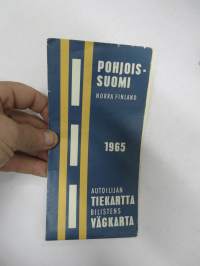 POHJOIS-
SUOMI
NORRA FINLAND
1965
AUTOILIJAN
TIEKARTTA
BILISTENS
VÄGKARTA